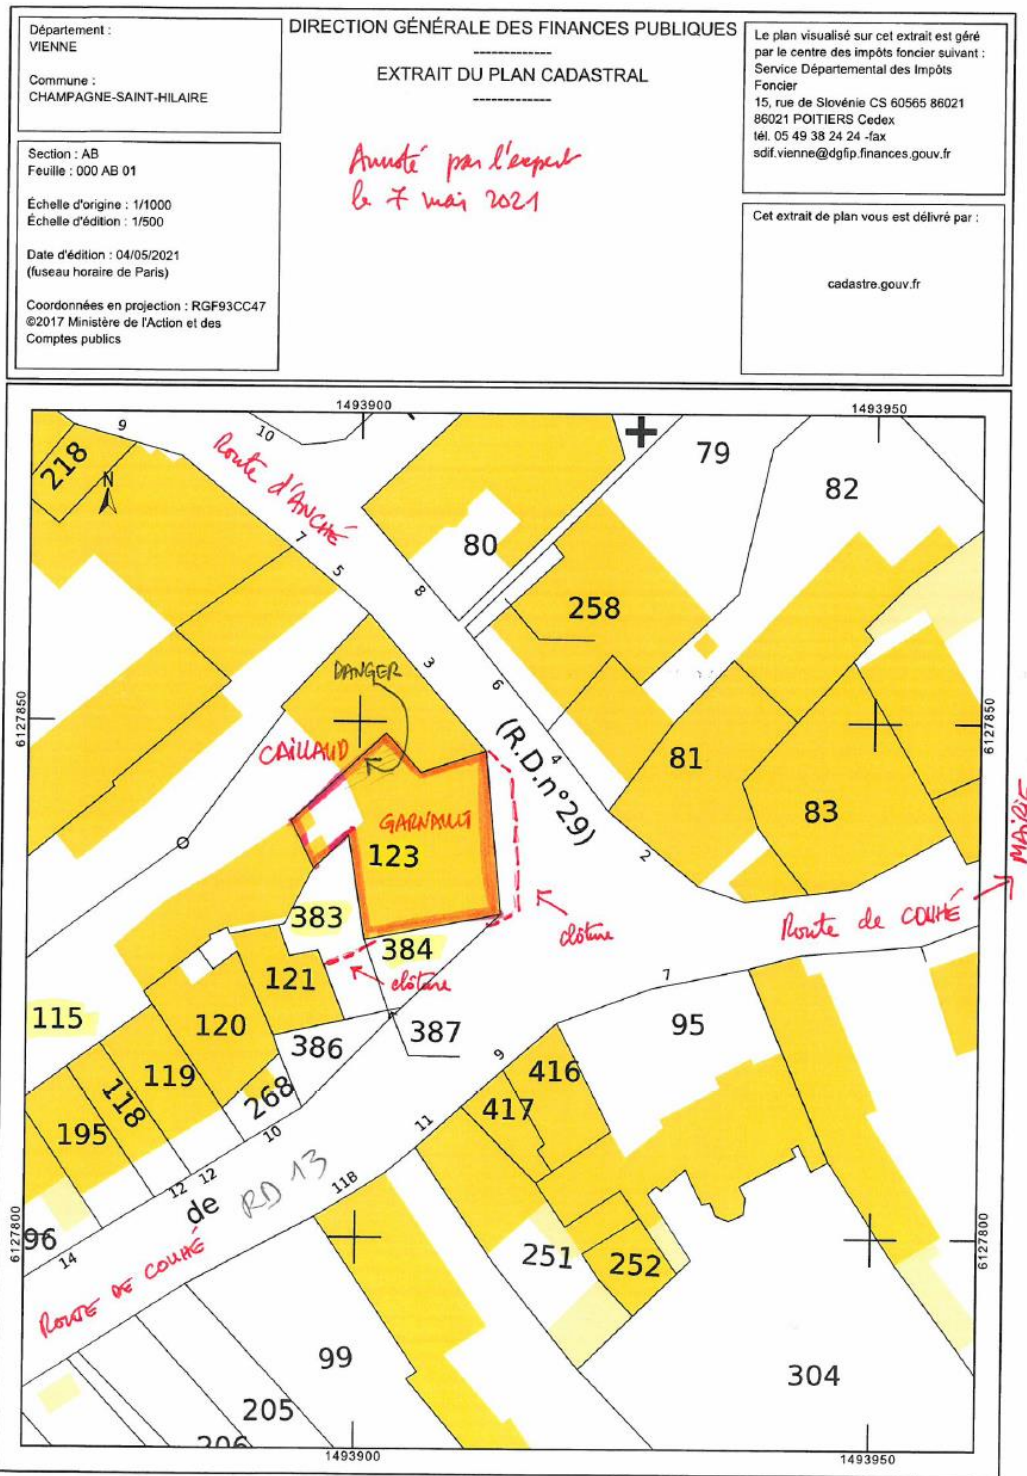 Département :
VIENNE
Commune :
CHAMPAGNE-SAINT-HILAIRE
Section : AB
Feuille : 000 AB 01
Échelle d'origine : 1/1000
Échelle d'édition : 1/500
Date d'édition : 04/05/2021
(fuseau horaire de Paris)
Coordonnées en projection : RGF93CC47
©2017 Ministère de l'Action et des
Comptes publics
DIRECTION GÉNÉRALE DES FINANCES PUBLIQUES
-------------
EXTRAIT DU PLAN CADASTRAL
-------------
Annoté par l'expert
le 7 mai 2021
Le plan visualisé sur cet extrait est géré
par le centre des impôts foncier suivant :
Service Départemental des Impôts
Foncier
15, rue de Slovénie CS 60565 86021
86021 POITIERS Cedex
tél. 05 49 38 24 24 -fax
sdif.vienne@dgfip.finances.gouv.fr
Cet extrait de plan vous est délivré par :
cadastre.gouv.fr
1493900
1493950
9
10
218
N
Route d'ANCHÉ
79
82
80
7
5
8
258
3
DANGER
6
6127850
6127850
CAILLAUD
(R.D.n°29)
4
81
83
GARNAULT
123
2
MAIRIE
383
384
clôture
Route de COUHÉ
clôture
121
7
115
120
386
387
95
119
118
268
9
416
417
195
10
11
12
12
11B
de
RD 13
6127800
6127800
96
14
ROUTE DE COUHÉ
251
252
99
304
205
206
1493900
1493950